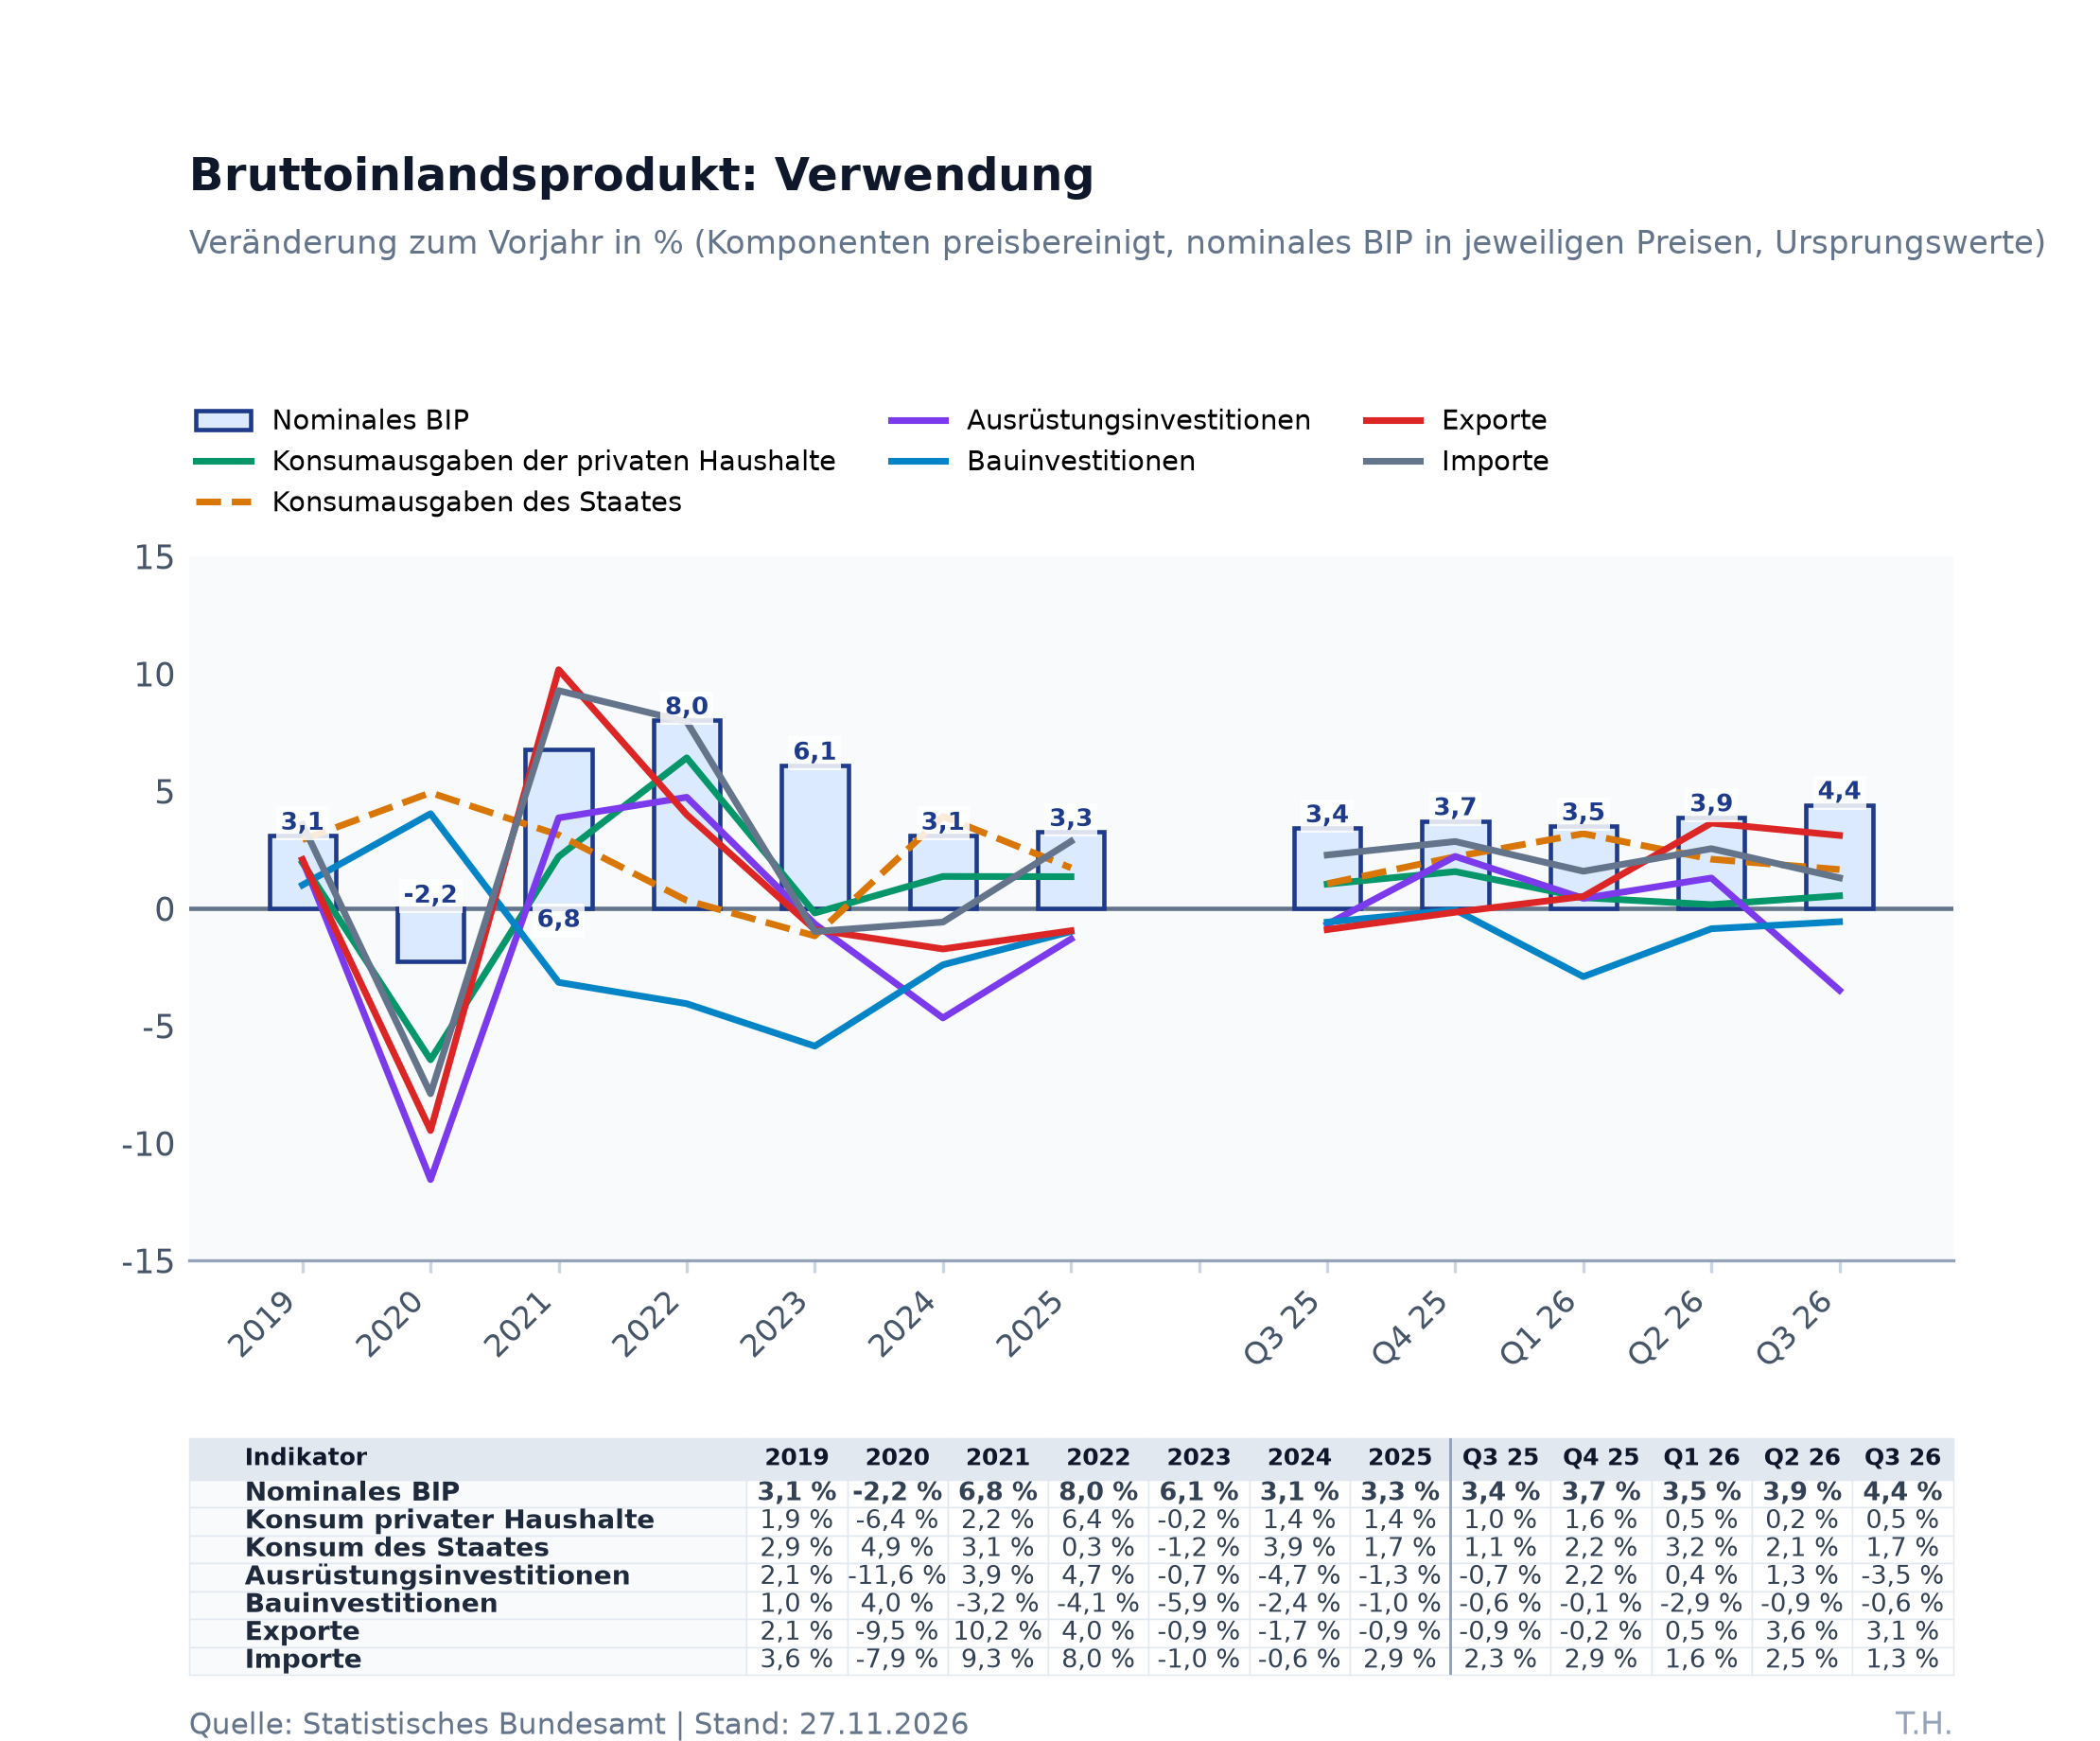 Bruttoinlandsprodukt: Verwendung
Veränderung zum Vorjahr in % (Komponenten preisbereinigt, nominales BIP in jeweiligen Preisen, Ursprungswerte)
Nominales BIP Ausrüstungsinvestitionen Exporte
Konsumausgaben der privaten Haushalte Bauinvestitionen Importe
Konsumausgaben des Staates
15
10
5
0
-5
-10
-15
3,1 -2,2 6,8 8,0 6,1 3,1 3,3 3,4 3,7 3,5 3,9 4,4
2019 2020 2021 2022 2023 2024 2025 Q3 25 Q4 25 Q1 26 Q2 26 Q3 26
Indikator 2019 2020 2021 2022 2023 2024 2025 Q3 25 Q4 25 Q1 26 Q2 26 Q3 26
Nominales BIP 3,1 % -2,2 % 6,8 % 8,0 % 6,1 % 3,1 % 3,3 % 3,4 % 3,7 % 3,5 % 3,9 % 4,4 %
Konsum privater Haushalte 1,9 % -6,4 % 2,2 % 6,4 % -0,2 % 1,4 % 1,4 % 1,0 % 1,6 % 0,5 % 0,2 % 0,5 %
Konsum des Staates 2,9 % 4,9 % 3,1 % 0,3 % -1,2 % 3,9 % 1,7 % 1,1 % 2,2 % 3,2 % 2,1 % 1,7 %
Ausrüstungsinvestitionen 2,1 % -11,6 % 3,9 % 4,7 % -0,7 % -4,7 % -1,3 % -0,7 % 2,2 % 0,4 % 1,3 % -3,5 %
Bauinvestitionen 1,0 % 4,0 % -3,2 % -4,1 % -5,9 % -2,4 % -1,0 % -0,6 % -0,1 % -2,9 % -0,9 % -0,6 %
Exporte 2,1 % -9,5 % 10,2 % 4,0 % -0,9 % -1,7 % -0,9 % -0,9 % -0,2 % 0,5 % 3,6 % 3,1 %
Importe 3,6 % -7,9 % 9,3 % 8,0 % -1,0 % -0,6 % 2,9 % 2,3 % 2,9 % 1,6 % 2,5 % 1,3 %
Quelle: Statistisches Bundesamt | Stand: 27.11.2026 T.H.